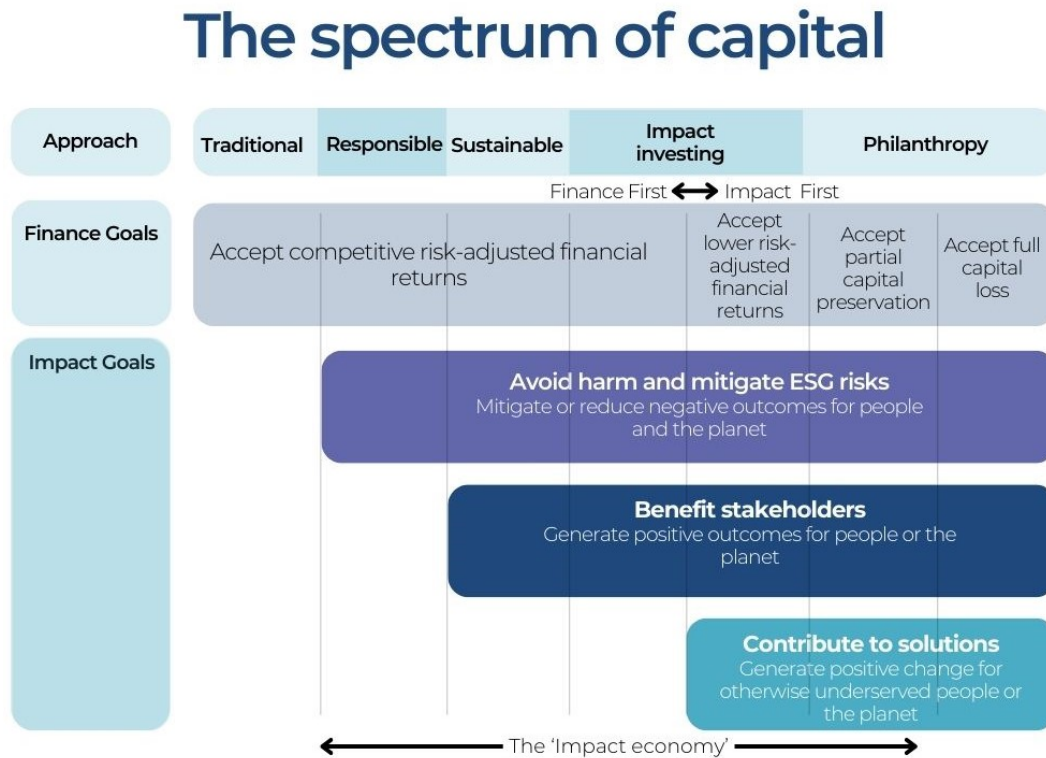 The spectrum of capital
Approach
Traditional
Responsible
Sustainable
Impact
investing
Philanthropy
Finance First
Impact First
Finance Goals
Accept competitive risk-adjusted financial
returns
Accept
lower risk-
adjusted
financial
returns
Accept
partial
capital
preservation
Accept full
capital
loss
Impact Goals
Avoid harm and mitigate ESG risks
Mitigate or reduce negative outcomes for people
and the planet
Benefit stakeholders
Generate positive outcomes for people or the
planet
Contribute to solutions
Generate positive change for
otherwise underserved people or
the planet
The ‘Impact economy’